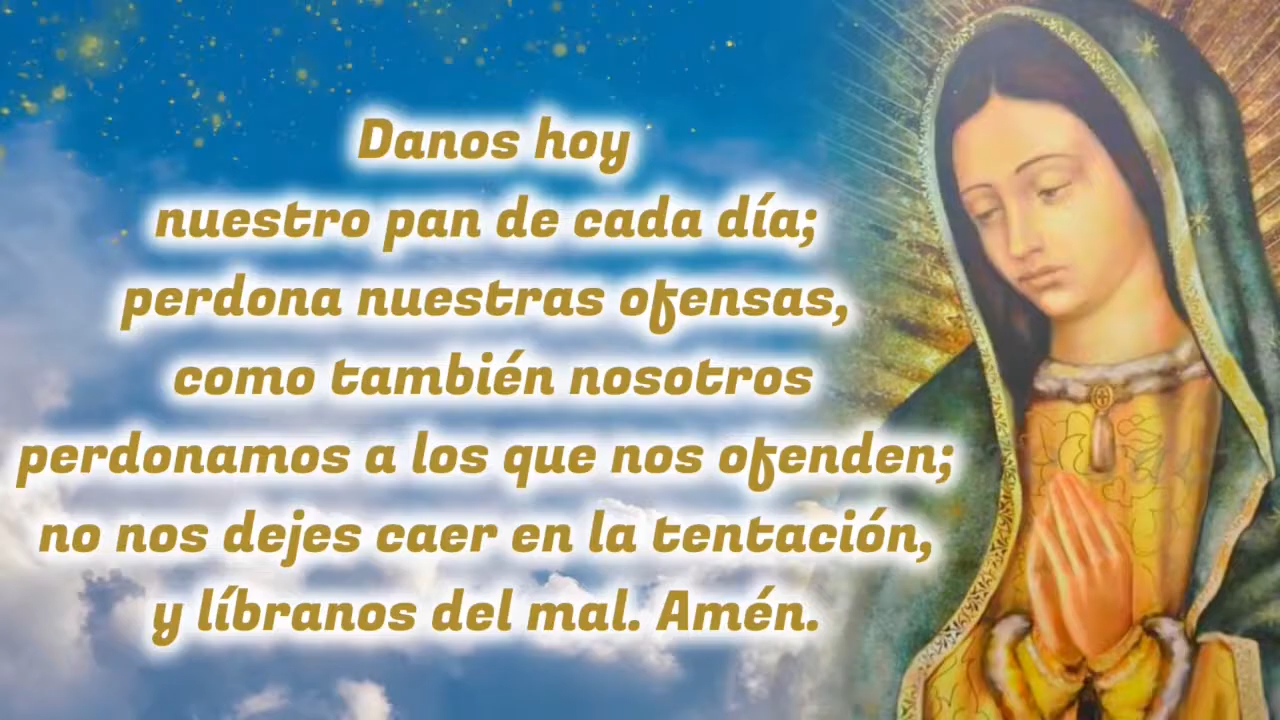 Danos hoy
nuestro pan de cada día;
perdona nuestras ofensas,
como también nosotros
perdonamos a los que nos ofenden;
no nos dejes caer en la tentación,
y líbranos del mal. Amén.